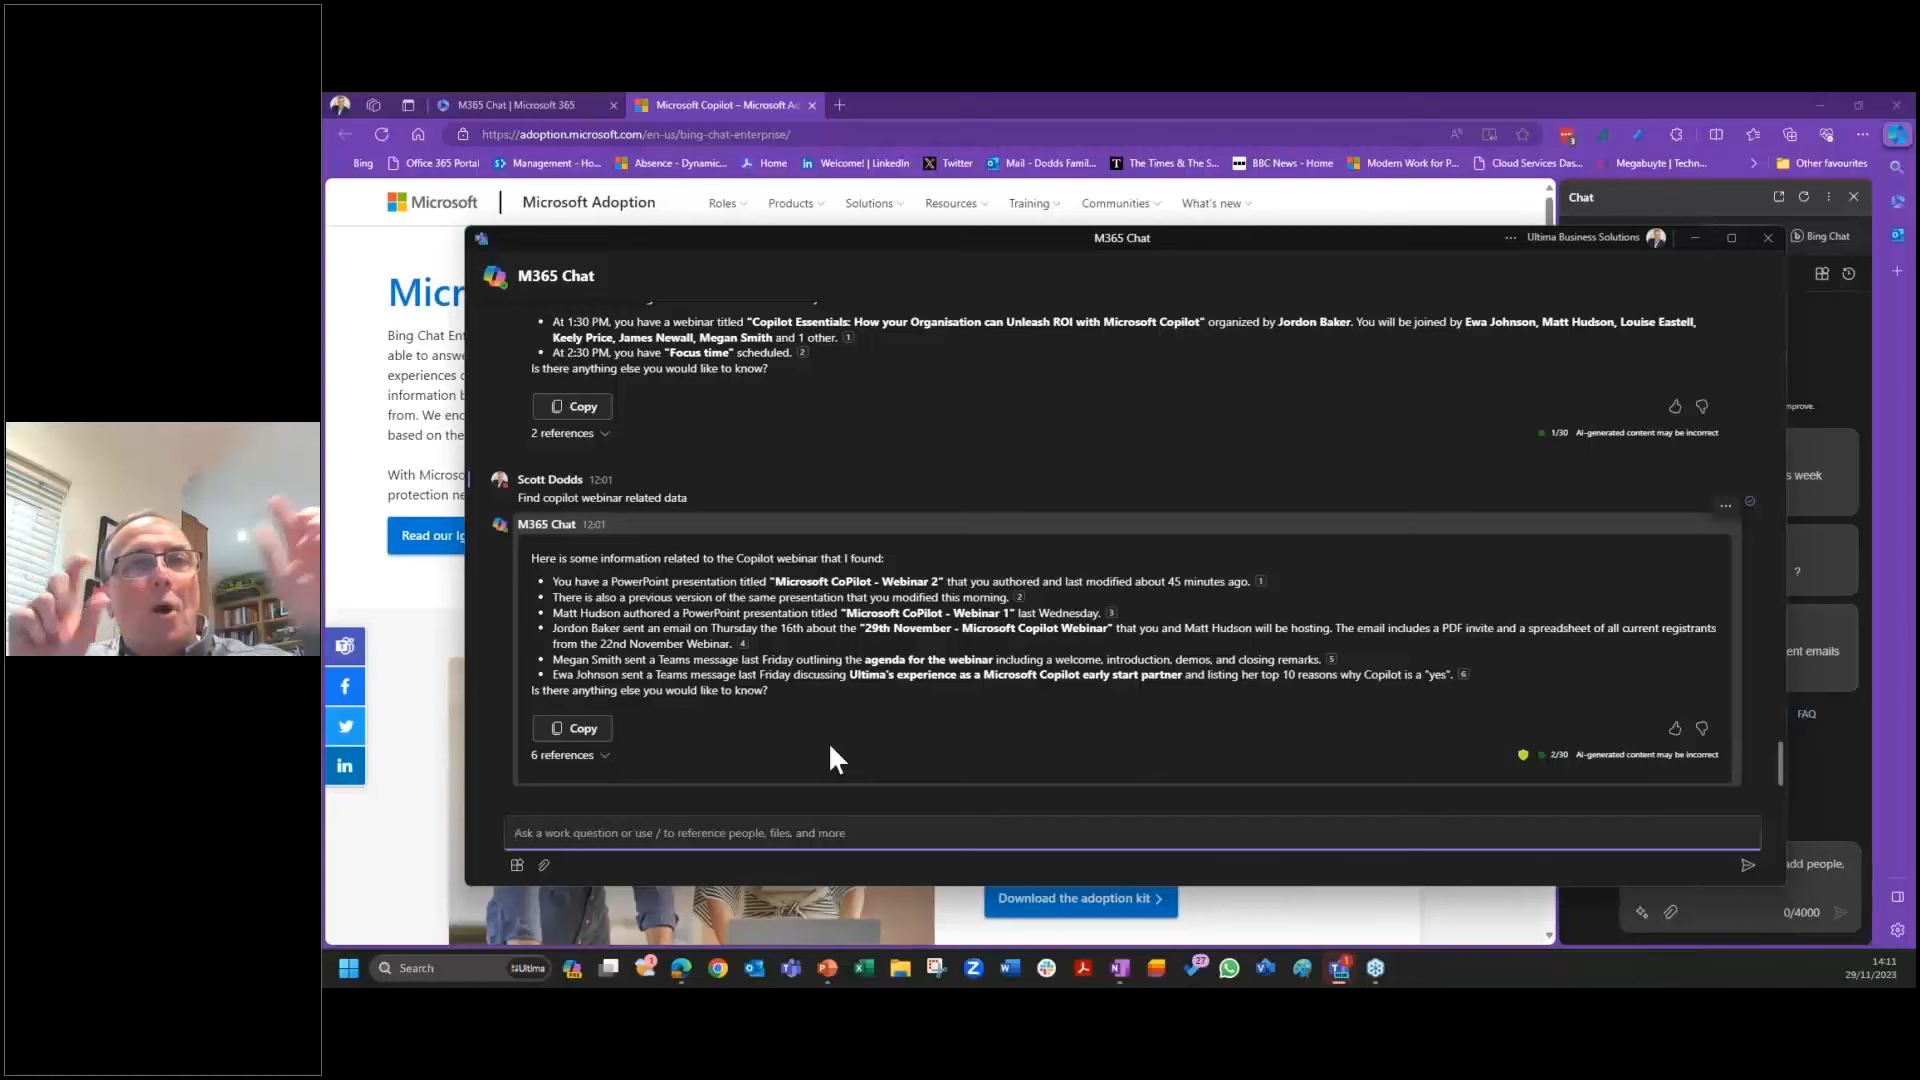 M365 Chat | Microsoft 365
Microsoft Copilot – Microsoft Ad
https://adoption.microsoft.com/en-us/bing-chat-enterprise/
Bing
Office 365 Portal
Management - Ho...
Absence - Dynamic...
Home
Welcome! | LinkedIn
Twitter
Mail - Dodds Famil...
The Times & The S...
BBC News - Home
Modern Work for P...
Cloud Services Das...
Megabuyte | Techn...
Other favourites
Microsoft
Microsoft Adoption
Roles
Products
Solutions
Resources
Training
Communities
What's new
Chat
Bing Chat
M365 Chat
Ultima Business Solutions
M365 Chat
• At 1:30 PM, you have a webinar titled "Copilot Essentials: How your Organisation can Unleash ROI with Microsoft Copilot" organized by Jordon Baker. You will be joined by Ewa Johnson, Matt Hudson, Louise Eastell,
Keely Price, James Newall, Megan Smith and 1 other. 1
• At 2:30 PM, you have "Focus time" scheduled. 2
Is there anything else you would like to know?
Copy
2 references
1/30 AI-generated content may be incorrect
Scott Dodds 12:01
Find copilot webinar related data
M365 Chat 12:01
Here is some information related to the Copilot webinar that I found:
• You have a PowerPoint presentation titled "Microsoft CoPilot - Webinar 2" that you authored and last modified about 45 minutes ago. 1
• There is also a previous version of the same presentation that you modified this morning. 2
• Matt Hudson authored a PowerPoint presentation titled "Microsoft CoPilot - Webinar 1" last Wednesday. 3
• Jordon Baker sent an email on Thursday the 16th about the "29th November - Microsoft Copilot Webinar" that you and Matt Hudson will be hosting. The email includes a PDF invite and a spreadsheet of all current registrants
from the 22nd November Webinar. 4
• Megan Smith sent a Teams message last Friday outlining the agenda for the webinar including a welcome, introduction, demos, and closing remarks. 5
• Ewa Johnson sent a Teams message last Friday discussing Ultima's experience as a Microsoft Copilot early start partner and listing her top 10 reasons why Copilot is a "yes". 6
Is there anything else you would like to know?
Copy
6 references
2/30 AI-generated content may be incorrect
Ask a work question or use / to reference people, files, and more
Micr
Bing Chat Ent
able to answe
experiences c
information b
from. We enc
based on the
With Microso
protection ne
Read our Ig
Download the adoption kit >
mprove.
s week
?
ent emails
FAQ
add people,
0/4000
Search
Ultima
1
27
1
14:11
29/11/2023